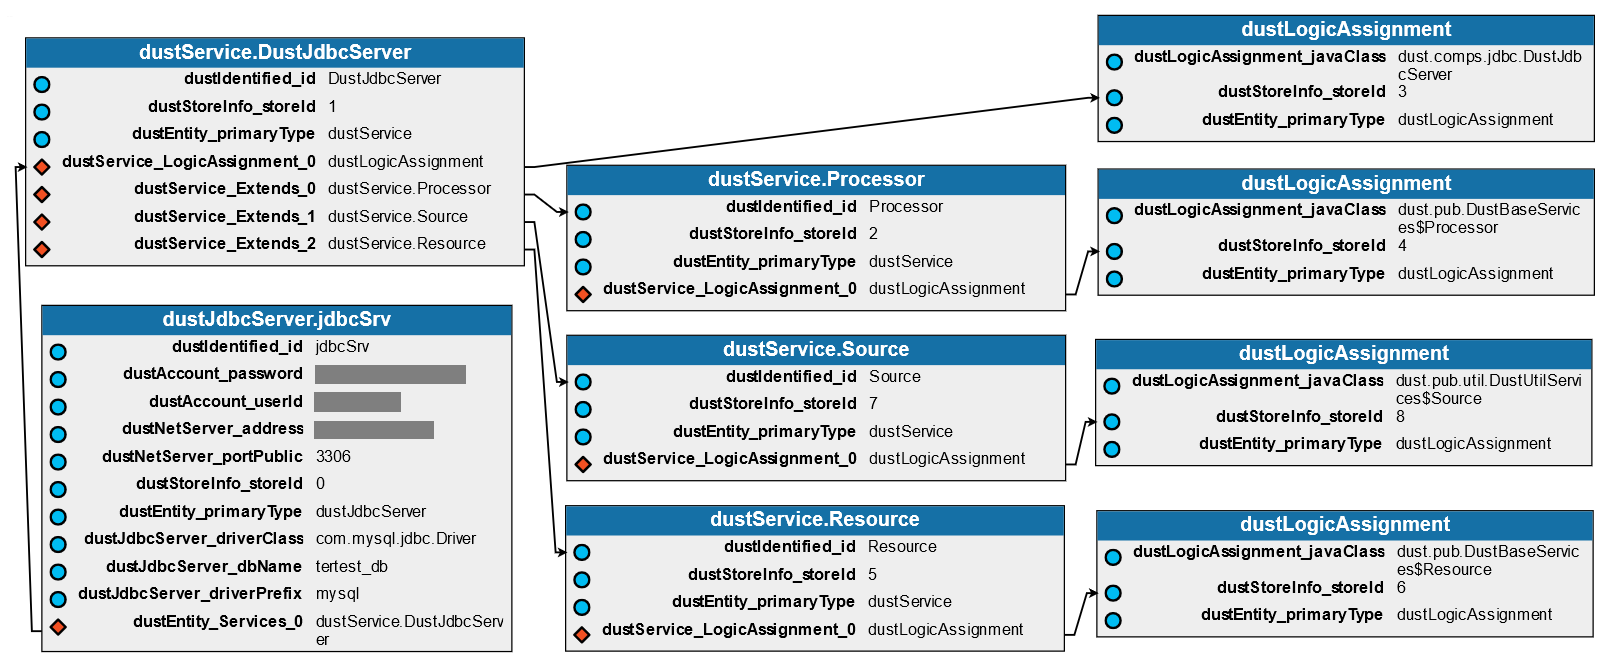 dustService.DustJdbcServer
dustIdentified_id DustJdbcServer
dustStoreInfo_storeId 1
dustEntity_primaryType dustService
dustService_LogicAssignment_0 dustLogicAssignment
dustService_Extends_0 dustService.Processor
dustService_Extends_1 dustService.Source
dustService_Extends_2 dustService.Resource
dustJdbcServer.jdbcSrv
dustIdentified_id jdbcSrv
dustAccount_password
dustAccount_userId
dustNetServer_address
dustNetServer_portPublic 3306
dustStoreInfo_storeId 0
dustEntity_primaryType dustJdbcServer
dustJdbcServer_driverClass com.mysql.jdbc.Driver
dustJdbcServer_dbName tertest_db
dustJdbcServer_driverPrefix mysql
dustEntity_Services_0 dustService.DustJdbcServ
er
dustService.Processor
dustIdentified_id Processor
dustStoreInfo_storeId 2
dustEntity_primaryType dustService
dustService_LogicAssignment_0 dustLogicAssignment
dustService.Source
dustIdentified_id Source
dustStoreInfo_storeId 7
dustEntity_primaryType dustService
dustService_LogicAssignment_0 dustLogicAssignment
dustService.Resource
dustIdentified_id Resource
dustStoreInfo_storeId 5
dustEntity_primaryType dustService
dustService_LogicAssignment_0 dustLogicAssignment
dustLogicAssignment
dustLogicAssignment_javaClass dust.comps.jdbc.DustJdb
cServer
dustStoreInfo_storeId 3
dustEntity_primaryType dustLogicAssignment
dustLogicAssignment
dustLogicAssignment_javaClass dust.pub.DustBaseServic
es$Processor
dustStoreInfo_storeId 4
dustEntity_primaryType dustLogicAssignment
dustLogicAssignment
dustLogicAssignment_javaClass dust.pub.util.DustUtilServi
ces$Source
dustStoreInfo_storeId 8
dustEntity_primaryType dustLogicAssignment
dustLogicAssignment
dustLogicAssignment_javaClass dust.pub.DustBaseServic
es$Resource
dustStoreInfo_storeId 6
dustEntity_primaryType dustLogicAssignment